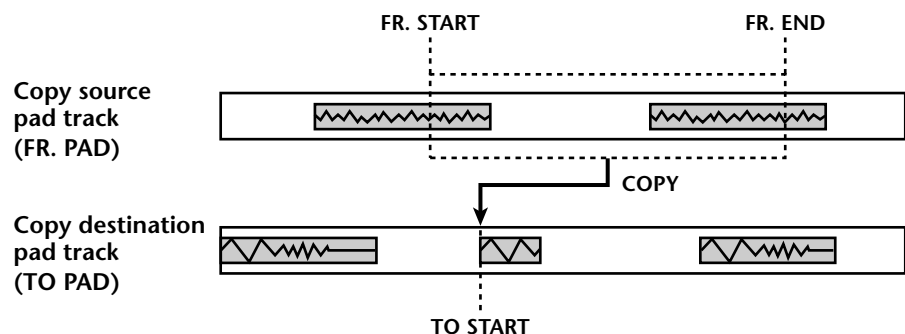 FR. START
FR. END
Copy source
pad track
(FR. PAD)
COPY
Copy destination
pad track
(TO PAD)
TO START